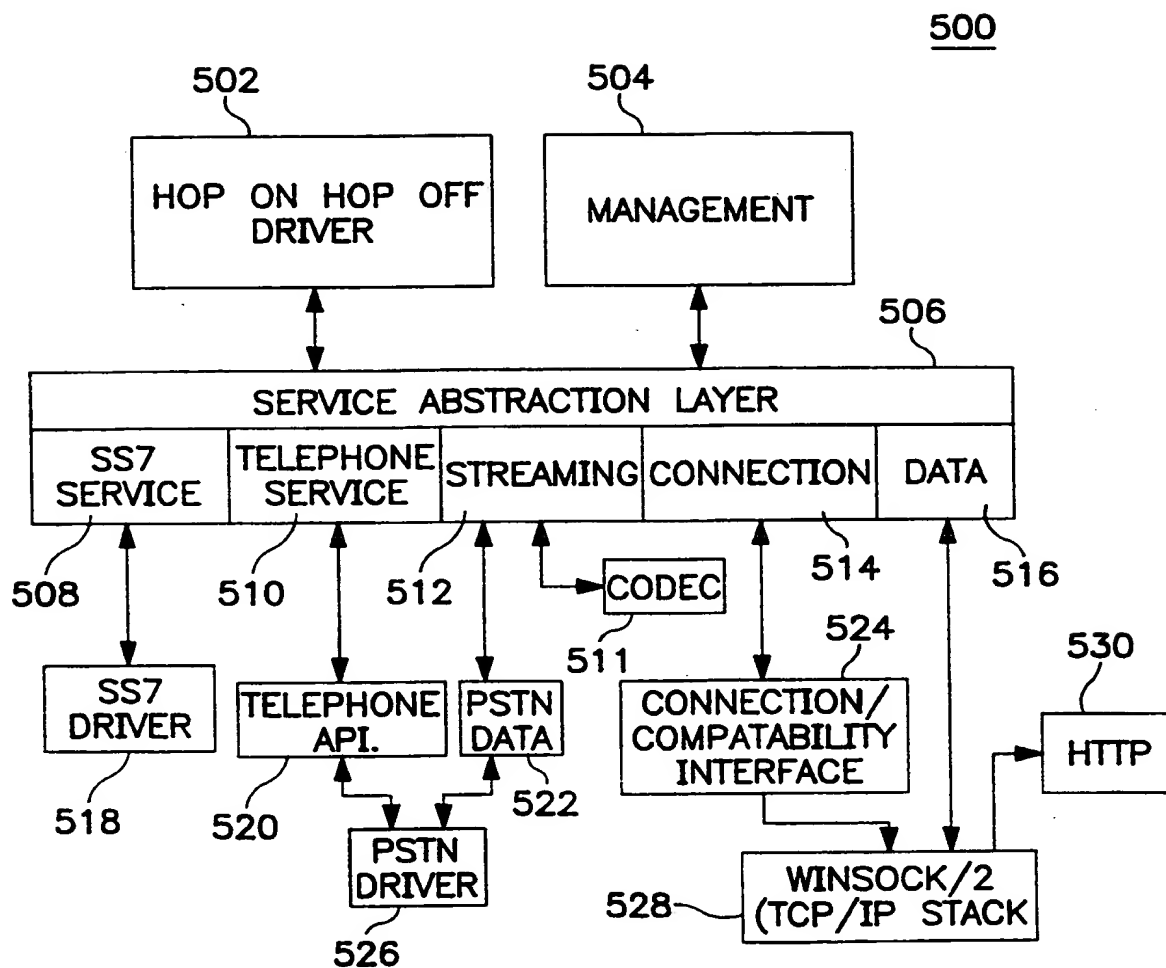 500
502
504
HOP ON HOP OFF
DRIVER
MANAGEMENT
506
SERVICE ABSTRACTION LAYER
SS7
SERVICE
TELEPHONE
SERVICE
STREAMING
CONNECTION
DATA
508
510
512
514
516
CODEC
511
524
530
SS7
DRIVER
TELEPHONE
API.
PSTN
DATA
CONNECTION/
COMPATABILITY
INTERFACE
HTTP
518
520
522
PSTN
DRIVER
526
528
WINSOCK/2
(TCP/IP STACK